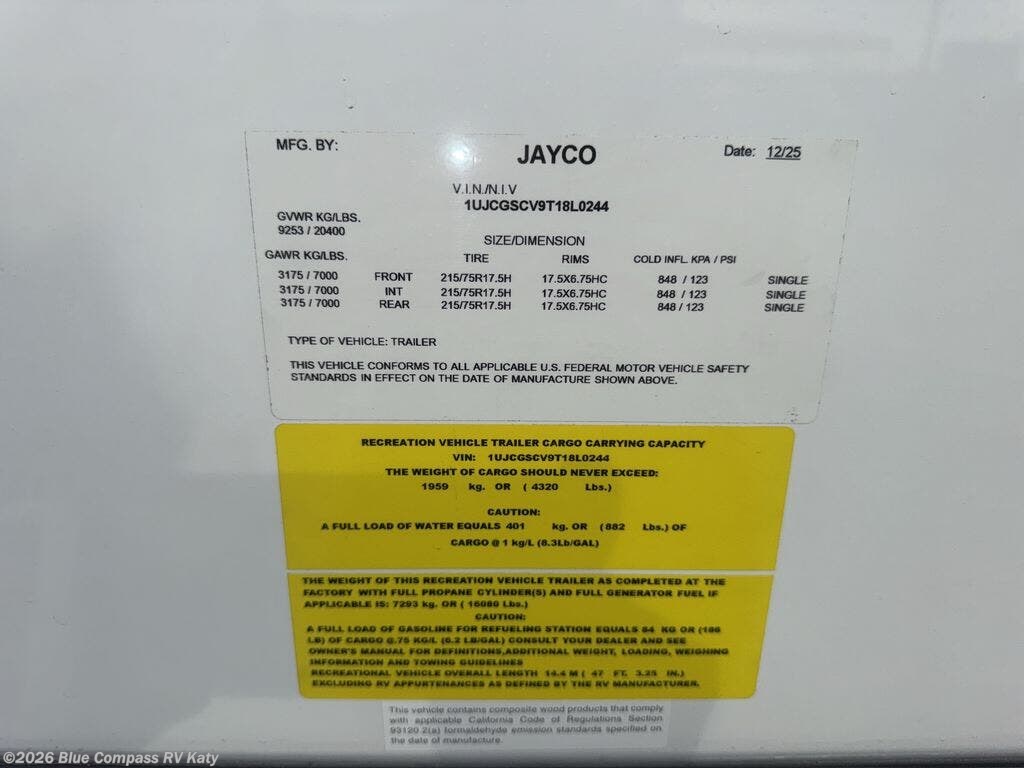 MFG. BY: JAYCO Date: 12/25
V.I.N./N.I.V
1UJCGSCV9T18L0244
GVWR KG/LBS.
9253 / 20400
SIZE/DIMENSION
GAWR KG/LBS. TIRE RIMS COLD INFL. KPA / PSI
3175 / 7000 FRONT 215/75R17.5H 17.5X6.75HC 848 / 123 SINGLE
3175 / 7000 INT 215/75R17.5H 17.5X6.75HC 848 / 123 SINGLE
3175 / 7000 REAR 215/75R17.5H 17.5X6.75HC 848 / 123 SINGLE
TYPE OF VEHICLE: TRAILER
THIS VEHICLE CONFORMS TO ALL APPLICABLE U.S. FEDERAL MOTOR VEHICLE SAFETY
STANDARDS IN EFFECT ON THE DATE OF MANUFACTURE SHOWN ABOVE.
RECREATION VEHICLE TRAILER CARGO CARRYING CAPACITY
VIN: 1UJCGSCV9T18L0244
THE WEIGHT OF CARGO SHOULD NEVER EXCEED:
1959 kg. OR ( 4320 Lbs.)
CAUTION:
A FULL LOAD OF WATER EQUALS 401 kg. OR (882 Lbs.) OF
CARGO @ 1 kg/L (8.3Lb/GAL)
THE WEIGHT OF THIS RECREATION VEHICLE TRAILER AS COMPLETED AT THE
FACTORY WITH FULL PROPANE CYLINDER(S) AND FULL GENERATOR FUEL IF
APPLICABLE IS: 7293 kg. OR ( 16080 Lbs.)
CAUTION:
A FULL LOAD OF GASOLINE FOR REFUELING STATION EQUALS 84 KG OR (186
LB) OF CARGO @.75 KG/L (6.2 LB/GAL) CONSULT YOUR DEALER AND SEE
OWNER'S MANUAL FOR DEFINITIONS,ADDITIONAL WEIGHT, LOADING, WEIGHING
INFORMATION AND TOWING GUIDELINES
RECREATIONAL VEHICLE OVERALL LENGTH 14.4 M ( 47 FT. 3.25 IN.)
EXCLUDING RV APPURTENANCES AS DEFINED BY THE RV MANUFACTURER.
This vehicle contains composite wood products that comply
with applicable California Code of Regulations Section
93120.2(a) formaldehyde emission standards specified on
the date of manufacture.
©2026 Blue Compass RV Katy